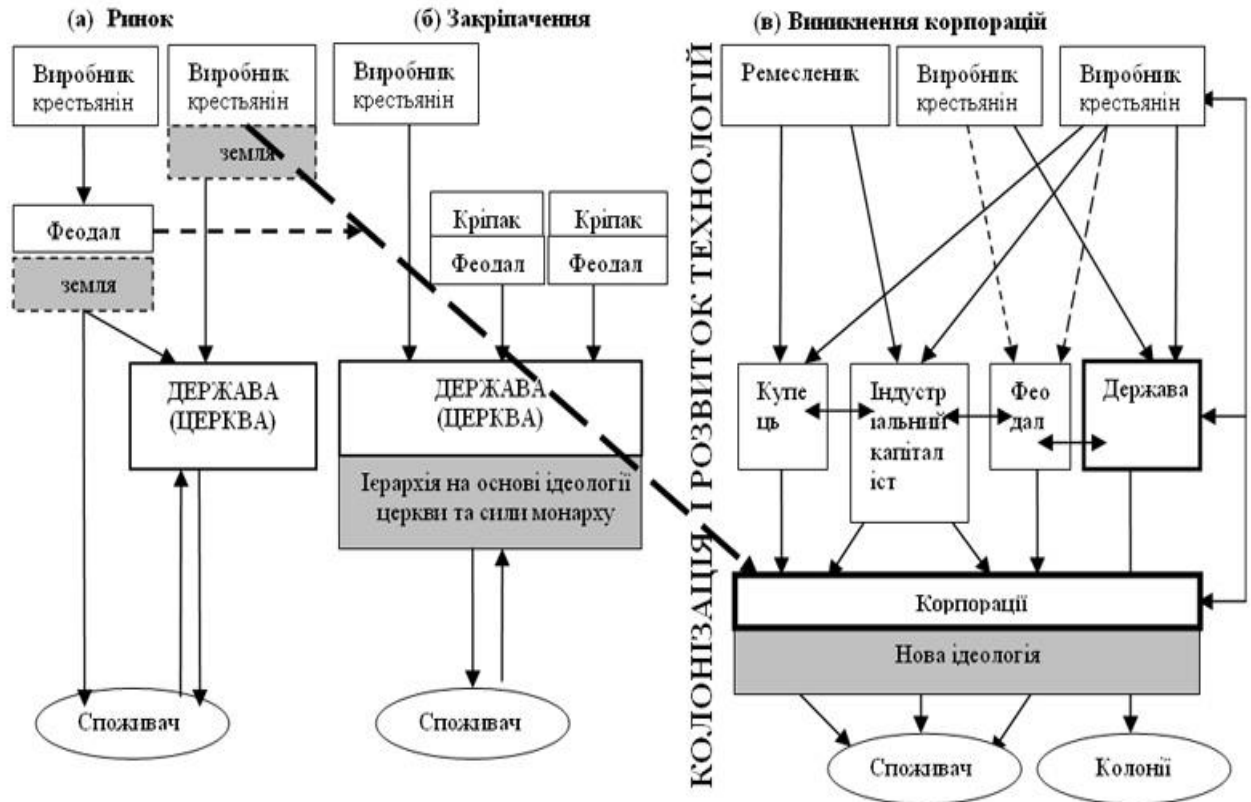 (а) Ринок
Виробник
крестьянін
Виробник
крестьянін
земля
Феодал
земля
ДЕРЖАВА
(ЦЕРКВА)
Споживач
(б) Закріпачення
Виробник
крестьянін
Кріпак
Феодал
Кріпак
Феодал
ДЕРЖАВА
(ЦЕРКВА)
Ієрархія на основі ідеології
церкви та сили монарху
Споживач
КОЛОНІЗАЦІЯ І РОЗВИТОК ТЕХНОЛОГІЙ
(в) Виникнення корпорацій
Ремесленик
Виробник
крестьянін
Виробник
крестьянін
Купе
ць
Індустр
іальний
капітал
іст
Фео
дал
Держава
Корпорації
Нова ідеологія
Споживач
Колонії